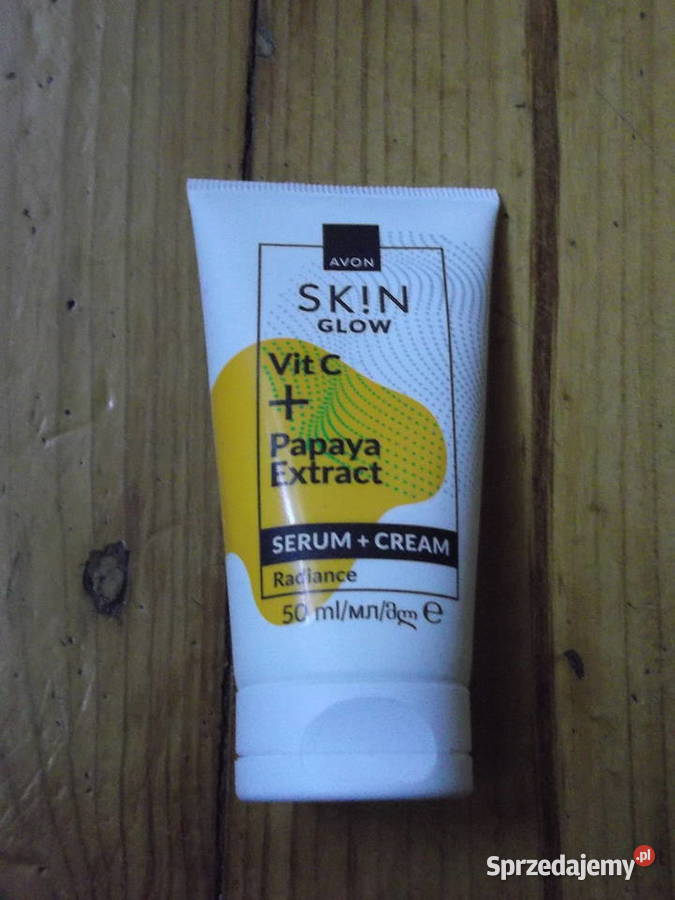 AVON
SK!N
GLOW
Vit C
+
Papaya
Extract
SERUM + CREAM
Radiance
50 ml/мл/მლ ℮
Sprzedajemy.pl